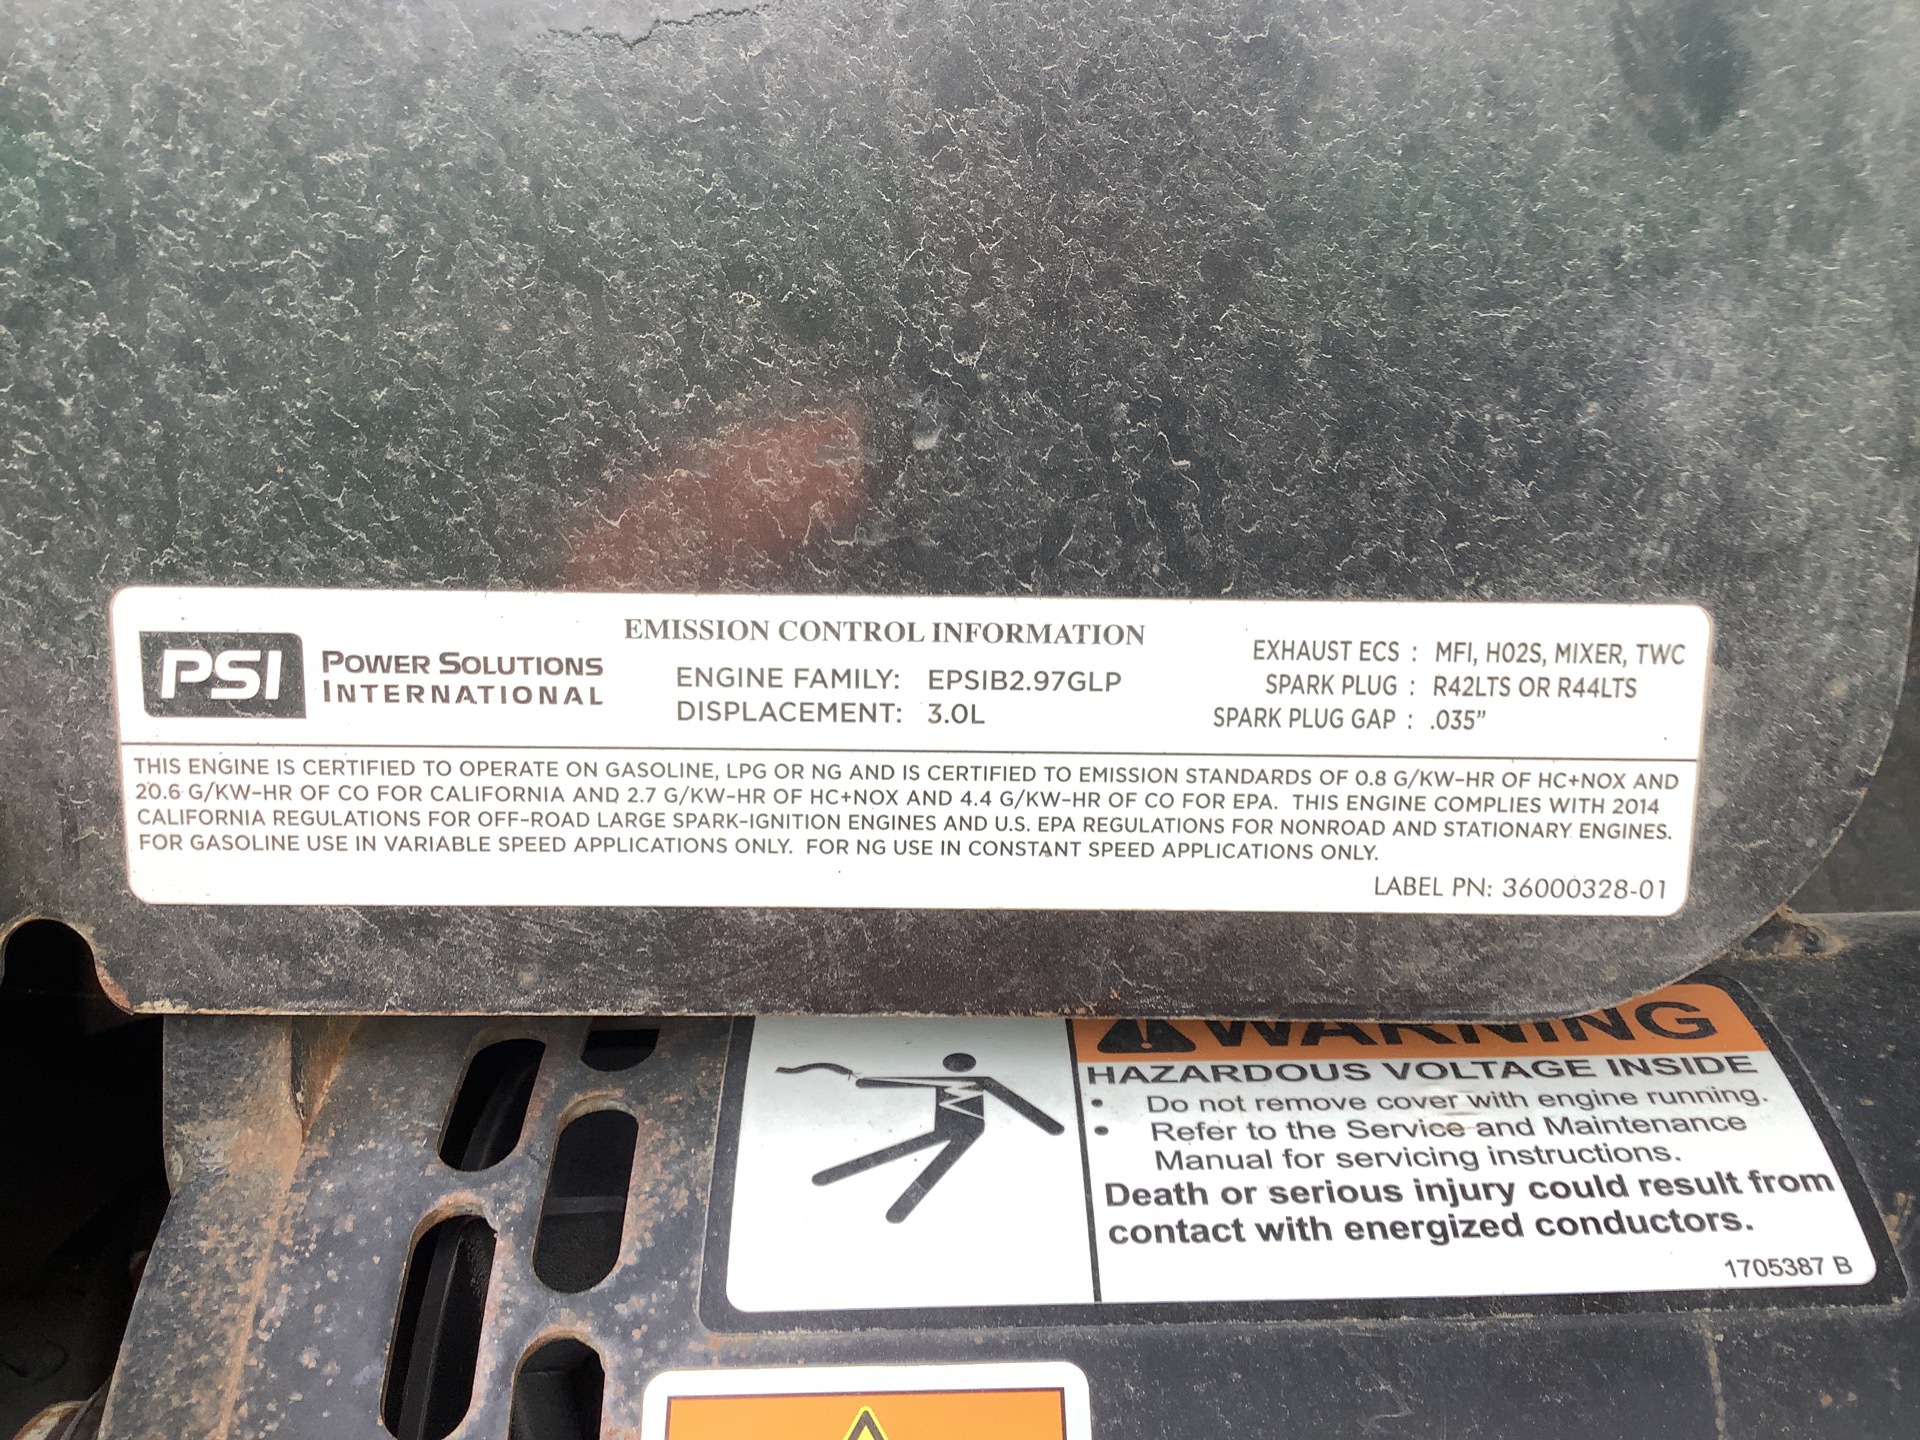 PSI
POWER SOLUTIONS
INTERNATIONAL
EMISSION CONTROL INFORMATION
ENGINE FAMILY: EPSIB2.97GLP
DISPLACEMENT: 3.0L
EXHAUST ECS : MFI, H02S, MIXER, TWC
SPARK PLUG : R42LTS OR R44LTS
SPARK PLUG GAP : .035"
THIS ENGINE IS CERTIFIED TO OPERATE ON GASOLINE, LPG OR NG AND IS CERTIFIED TO EMISSION STANDARDS OF 0.8 G/KW-HR OF HC+NOX AND
20.6 G/KW-HR OF CO FOR CALIFORNIA AND 2.7 G/KW-HR OF HC+NOX AND 4.4 G/KW-HR OF CO FOR EPA. THIS ENGINE COMPLIES WITH 2014
CALIFORNIA REGULATIONS FOR OFF-ROAD LARGE SPARK-IGNITION ENGINES AND U.S. EPA REGULATIONS FOR NONROAD AND STATIONARY ENGINES.
FOR GASOLINE USE IN VARIABLE SPEED APPLICATIONS ONLY. FOR NG USE IN CONSTANT SPEED APPLICATIONS ONLY.
LABEL PN: 36000328-01
WARNING
HAZARDOUS VOLTAGE INSIDE
• Do not remove cover with engine running.
• Refer to the Service and Maintenance
Manual for servicing instructions.
Death or serious injury could result from
contact with energized conductors.
1705387 B